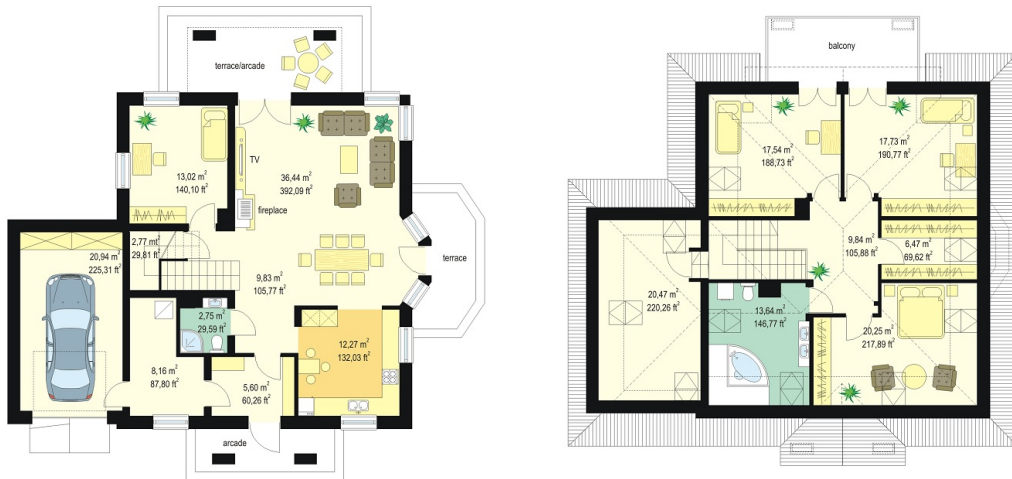 terrace/arcade
TV
13,02 m²
140,10 ft²
36,44 m²
392,09 ft²
fireplace
2,77 mt
29,81 ft²
20,94 m²
225,31 ft²
terrace
9,83 m²
105,77 ft²
2,75 m²
29,59 ft²
12,27 m²
132,03 ft²
8,16 m²
87,80 ft²
5,60 m²
60,26 ft²
arcade
balcony
17,54 m²
188,73 ft²
17,73 m²
190,77 ft²
9,84 m²
105,88 ft²
6,47 m²
69,62 ft²
20,47 m²
220,26 ft²
13,64 m²
146,77 ft²
20,25 m²
217,89 ft²